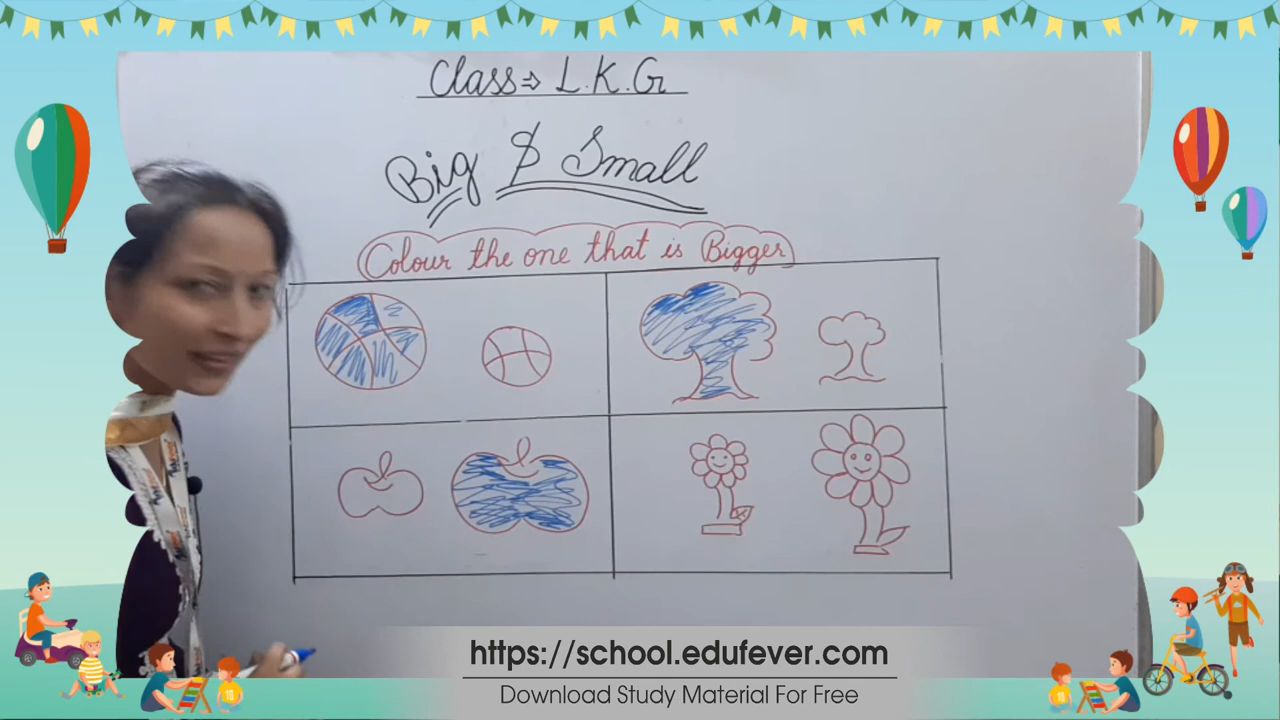 Class ⇒ L.K.G
Big & Small
Colour the one that is Bigger
https://school.edufever.com
Download Study Material For Free